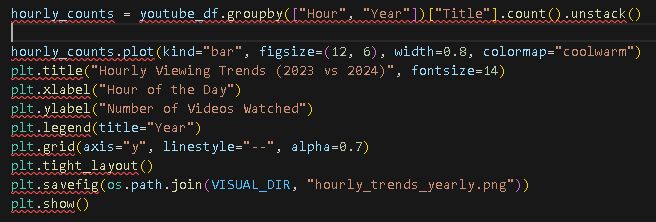 hourly_counts = youtube_df.groupby(["Hour", "Year"])["Title"].count().unstack()
hourly_counts.plot(kind="bar", figsize=(12, 6), width=0.8, colormap="coolwarm")
plt.title("Hourly Viewing Trends (2023 vs 2024)", fontsize=14)
plt.xlabel("Hour of the Day")
plt.ylabel("Number of Videos Watched")
plt.legend(title="Year")
plt.grid(axis="y", linestyle="--", alpha=0.7)
plt.tight_layout()
plt.savefig(os.path.join(VISUAL_DIR, "hourly_trends_yearly.png"))
plt.show()